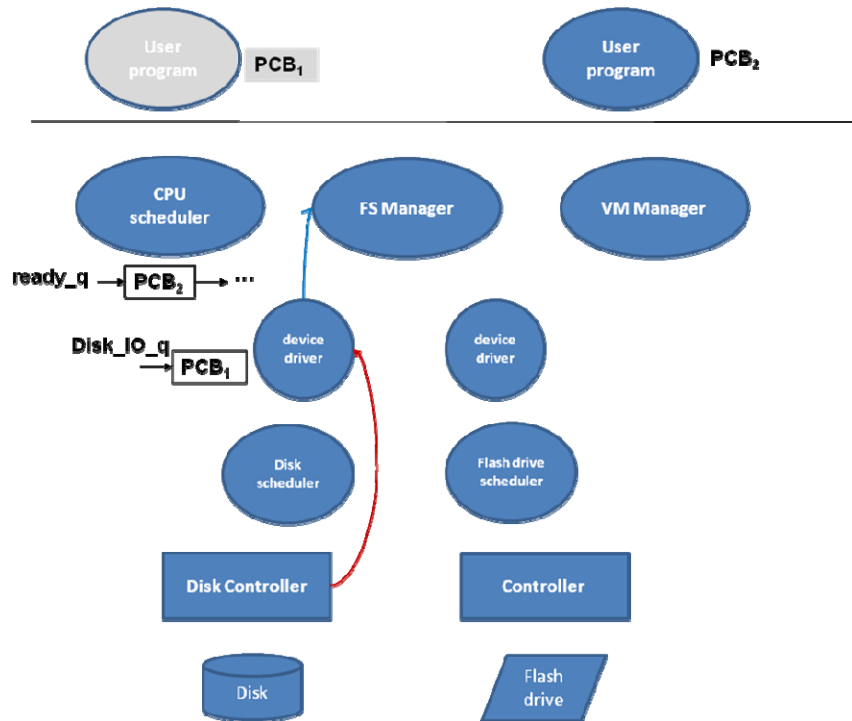 User
program
PCB₁
User
program
PCB₂
CPU
scheduler
FS Manager
VM Manager
ready_q
PCB₂
...
Disk_IO_q
PCB₁
device
driver
device
driver
Disk
scheduler
Flash drive
scheduler
Disk Controller
Controller
Disk
Flash
drive